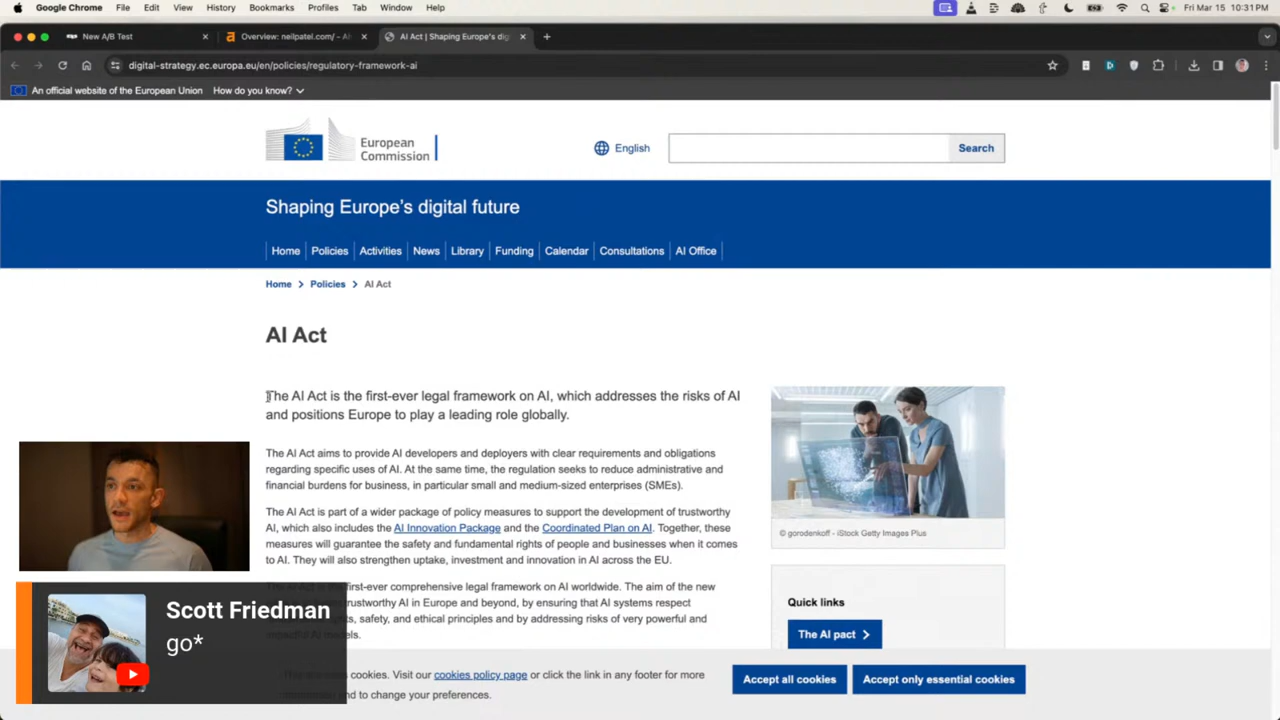 Google Chrome File Edit View History Bookmarks Profiles Tab Window Help Fri Mar 15 10:31 PM
New A/B Test
Overview: neilpatel.com/ - Ah
AI Act | Shaping Europe's dig
digital-strategy.ec.europa.eu/en/policies/regulatory-framework-ai
An official website of the European Union How do you know?
European
Commission
English
Search
Shaping Europe's digital future
Home Policies Activities News Library Funding Calendar Consultations AI Office
Home > Policies > AI Act
AI Act
The AI Act is the first-ever legal framework on AI, which addresses the risks of AI
and positions Europe to play a leading role globally.
The AI Act aims to provide AI developers and deployers with clear requirements and obligations
regarding specific uses of AI. At the same time, the regulation seeks to reduce administrative and
financial burdens for business, in particular small and medium-sized enterprises (SMEs).
The AI Act is part of a wider package of policy measures to support the development of trustworthy
AI, which also includes the AI Innovation Package and the Coordinated Plan on AI. Together, these
measures will guarantee the safety and fundamental rights of people and businesses when it comes
to AI. They will also strengthen uptake, investment and innovation in AI across the EU.
first-ever comprehensive legal framework on AI worldwide. The aim of the new
trustworthy AI in Europe and beyond, by ensuring that AI systems respect
, safety, and ethical principles and by addressing risks of very powerful and
models.
© gorodenkoff - iStock Getty Images Plus
Quick links
The AI pact >
cookies. Visit our cookies policy page or click the link in any footer for more
and to change your preferences.
Accept all cookies
Accept only essential cookies
Scott Friedman
go*